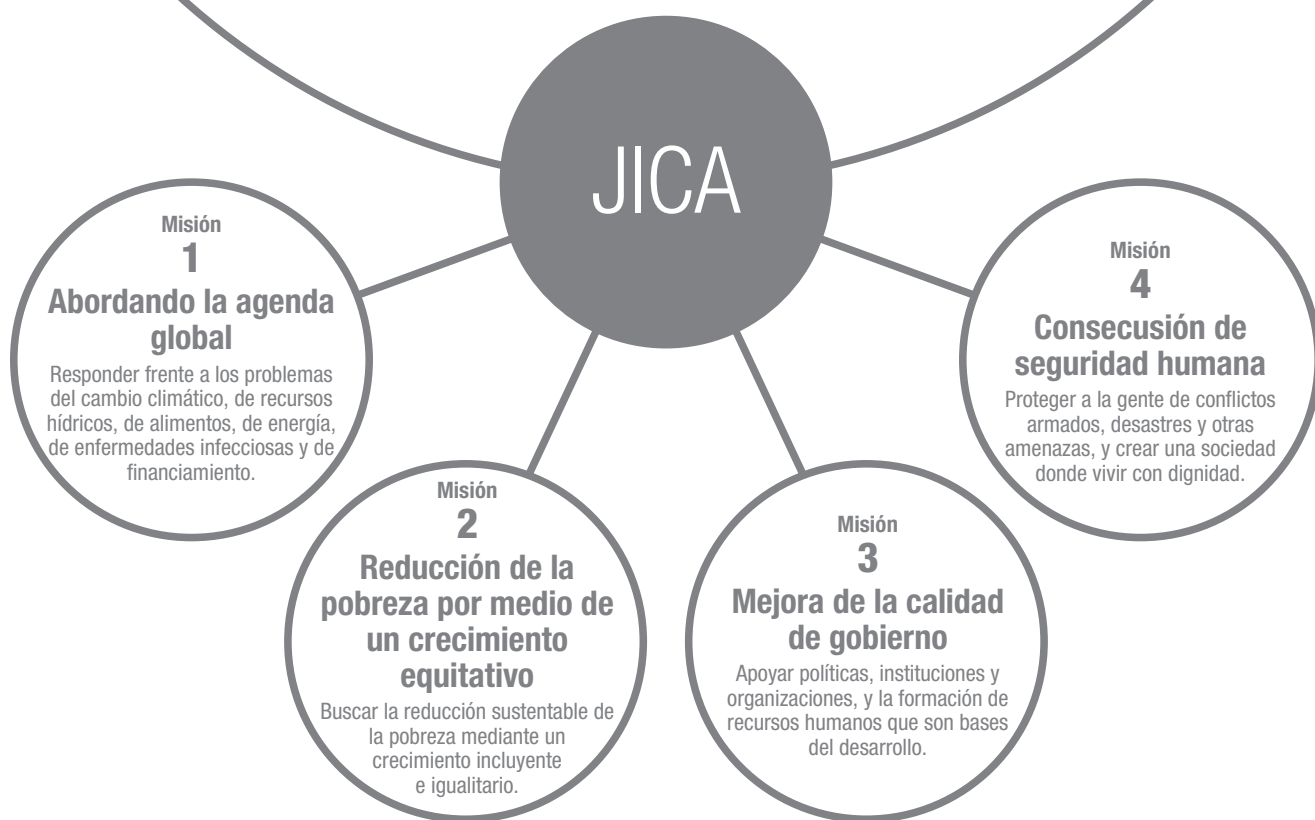 JICA
Misión
1
Abordando la agenda
global
Responder frente a los problemas
del cambio climático, de recursos
hídricos, de alimentos, de energía,
de enfermedades infecciosas y de
financiamiento.
Misión
2
Reducción de la
pobreza por medio de
un crecimiento
equitativo
Buscar la reducción sustentable de
la pobreza mediante un
crecimiento incluyente
e igualitario.
Misión
3
Mejora de la calidad
de gobierno
Apoyar políticas, instituciones y
organizaciones, y la formación de
recursos humanos que son bases
del desarrollo.
Misión
4
Consecusión de
seguridad humana
Proteger a la gente de conflictos
armados, desastres y otras
amenazas, y crear una sociedad
donde vivir con dignidad.